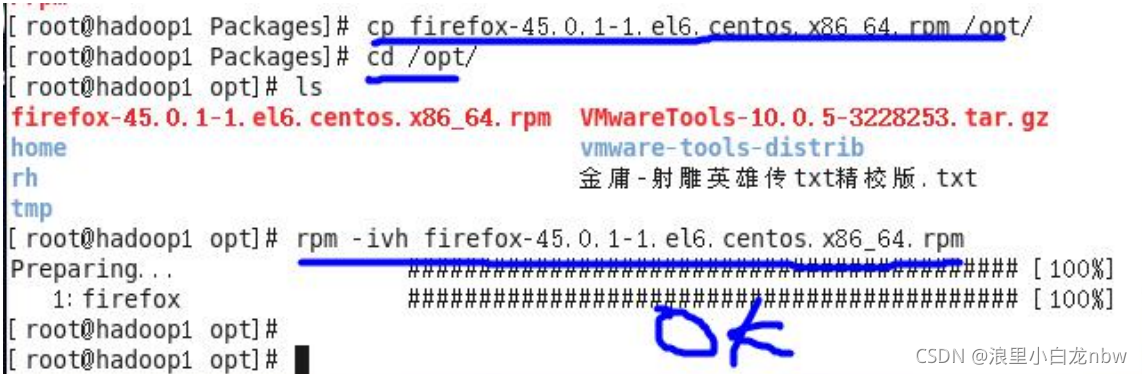 [root@hadoop1 Packages]# cp firefox-45.0.1-1.el6.centos.x86_64.rpm /opt/
[root@hadoop1 Packages]# cd /opt/
[root@hadoop1 opt]# ls
firefox-45.0.1-1.el6.centos.x86_64.rpm VMwareTools-10.0.5-3228253.tar.gz
home vmware-tools-distrib
rh 金庸-射雕英雄传txt精校版.txt
tmp
[root@hadoop1 opt]# rpm -ivh firefox-45.0.1-1.el6.centos.x86_64.rpm
Preparing... ########################################### [100%]
1:firefox ########################################### [100%]
[root@hadoop1 opt]#
OK
[root@hadoop1 opt]#
CSDN @浪里小白龙nbw